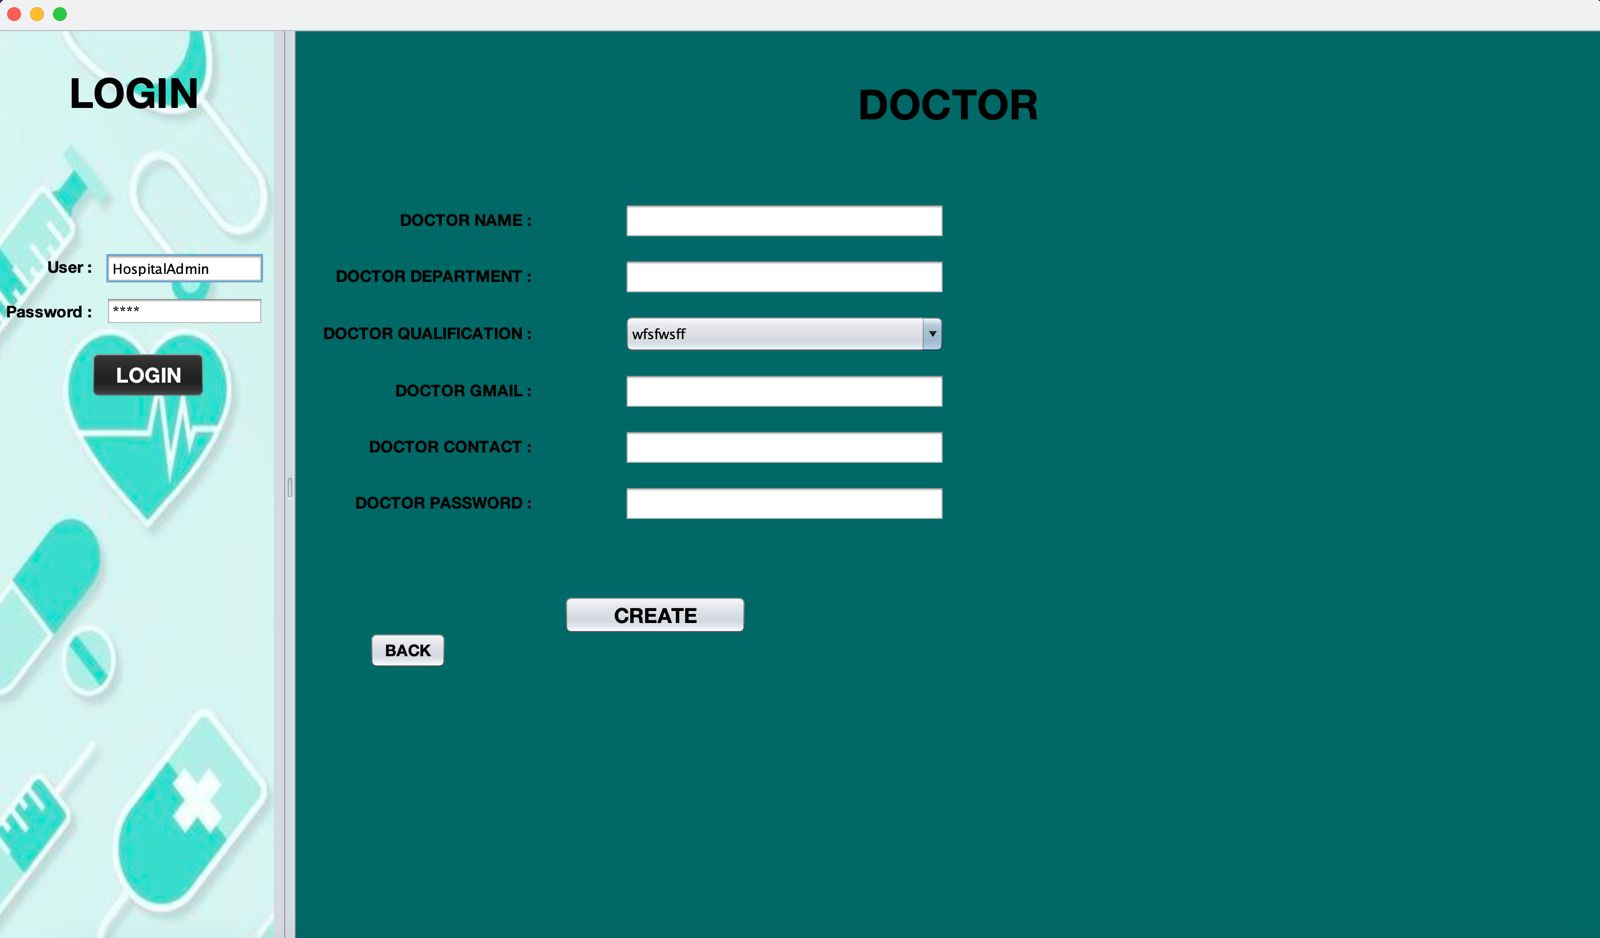 LOGIN
User :
HospitalAdmin
Password :
****
LOGIN
DOCTOR
DOCTOR NAME :
DOCTOR DEPARTMENT :
DOCTOR QUALIFICATION :
wfsfwsff
DOCTOR GMAIL :
DOCTOR CONTACT :
DOCTOR PASSWORD :
CREATE
BACK